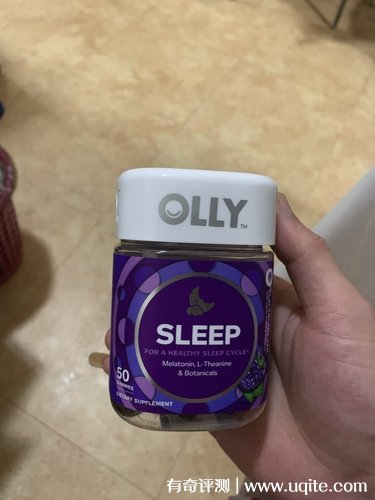 OLLY™
SLEEP
FOR A HEALTHY SLEEP CYCLE*
Melatonin, L-Theanine
& Botanicals
50
GUMMIES
DIETARY SUPPLEMENT
有奇评测 | www.uqite.com